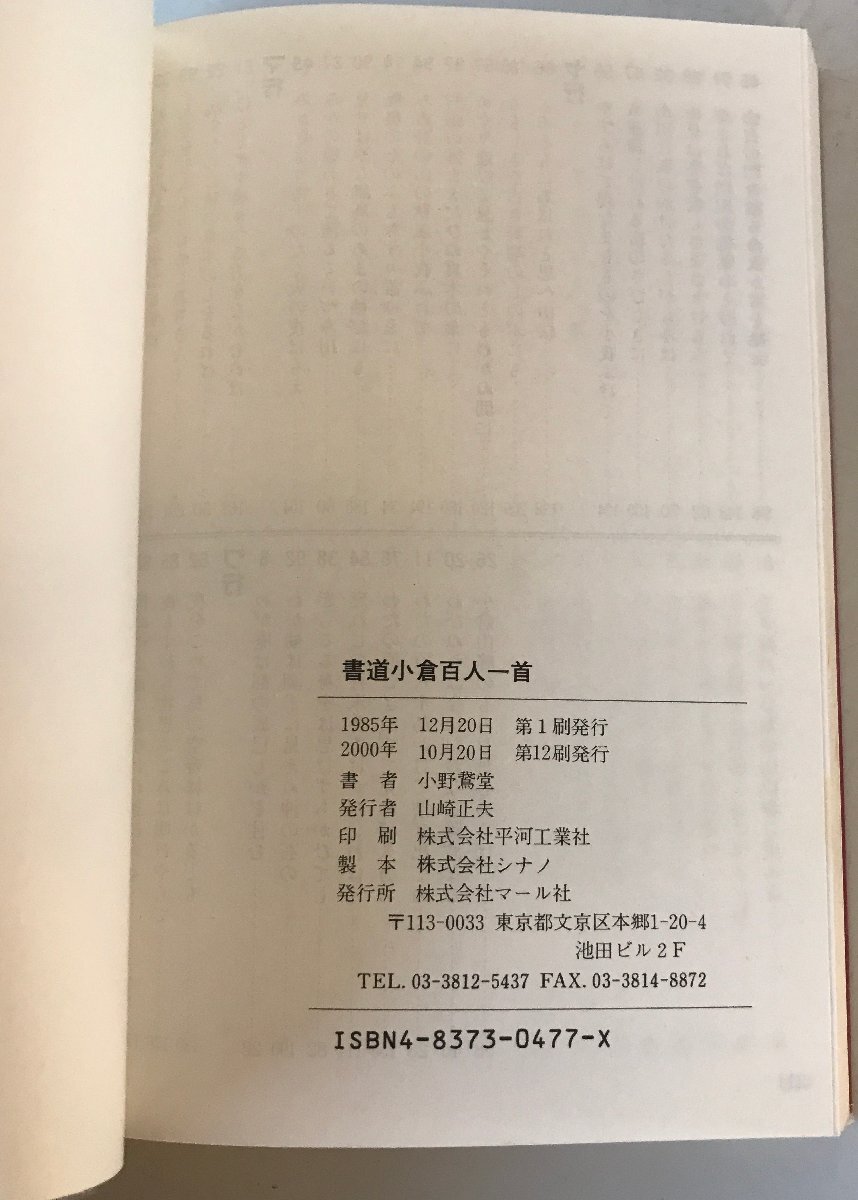 書道小倉百人一首
1985年 12月20日 第1刷発行
2000年 10月20日 第12刷発行
書 者 小野鵞堂
発行者 山崎正夫
印 刷 株式会社平河工業社
製 本 株式会社シナノ
発行所 株式会社マール社
〒113-0033 東京都文京区本郷1-20-4
池田ビル2F
TEL. 03-3812-5437 FAX. 03-3814-8872
ISBN4-8373-0477-X